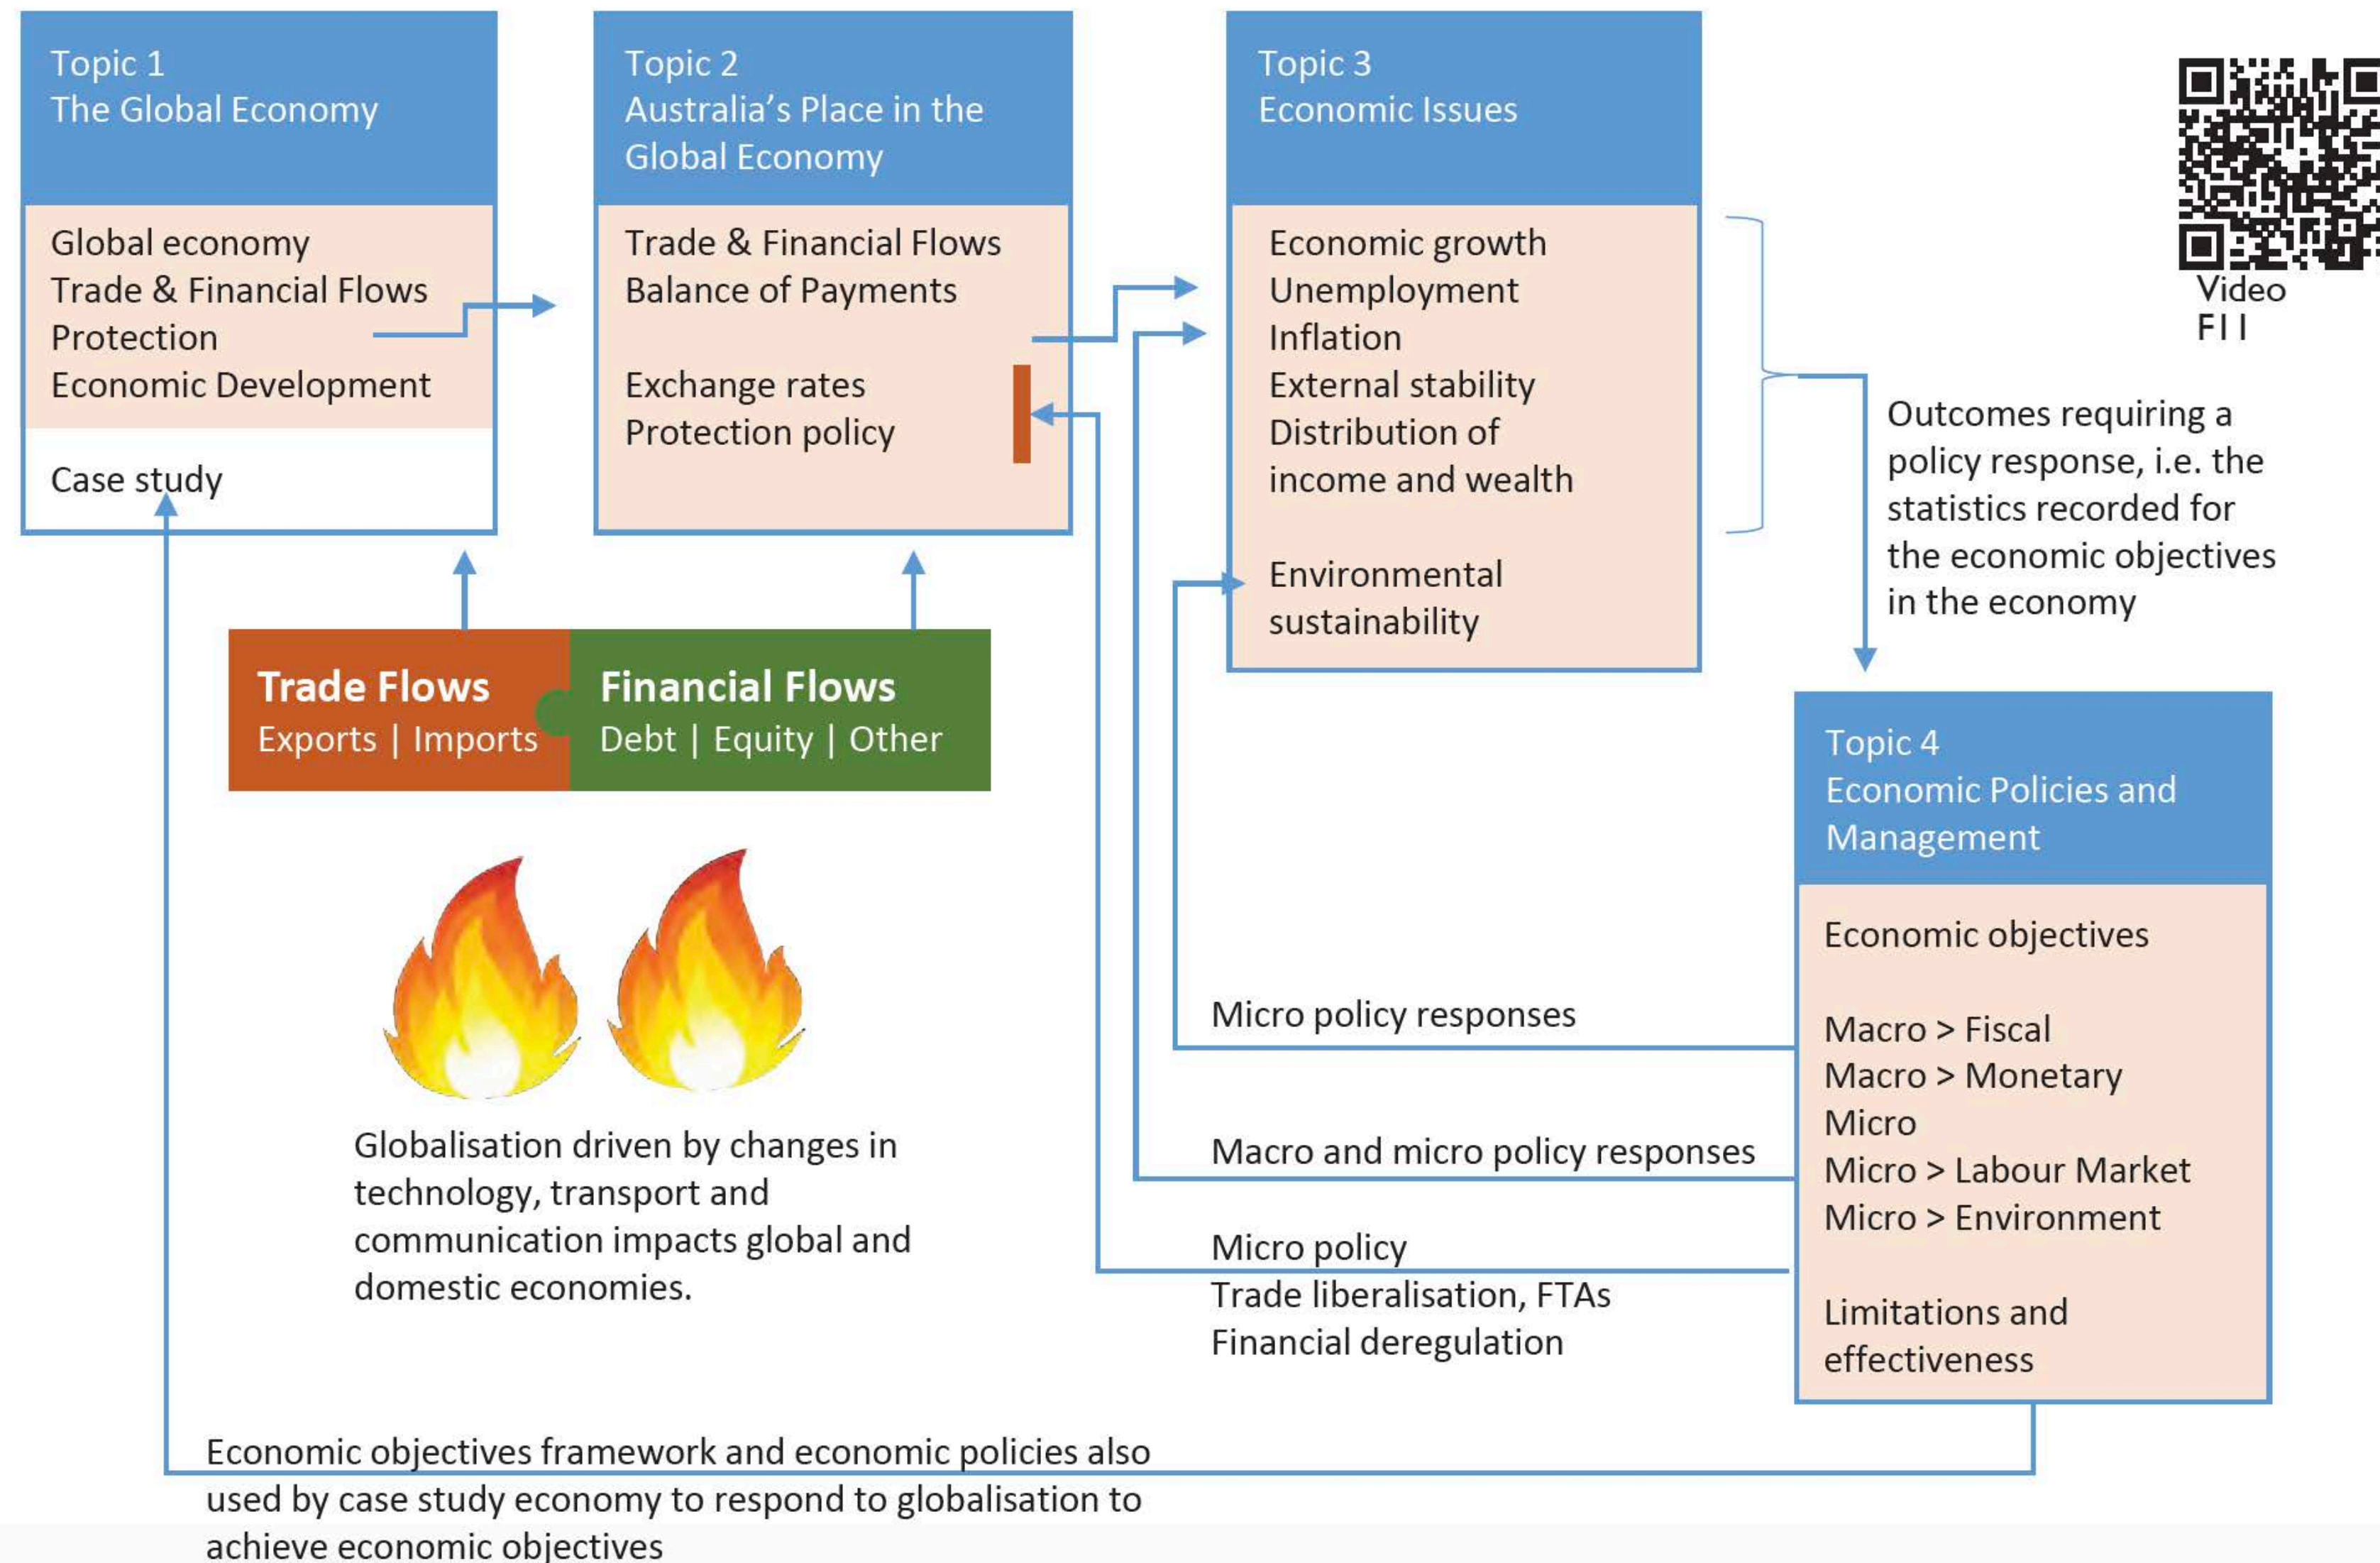 Topic 1
The Global Economy
Global economy
Trade & Financial Flows
Protection
Economic Development
Case study
Topic 2
Australia’s Place in the
Global Economy
Trade & Financial Flows
Balance of Payments
Exchange rates
Protection policy
Topic 3
Economic Issues
Economic growth
Unemployment
Inflation
External stability
Distribution of
income and wealth
Environmental
sustainability
Video
F11
Outcomes requiring a
policy response, i.e. the
statistics recorded for
the economic objectives
in the economy
Trade Flows
Exports | Imports
Financial Flows
Debt | Equity | Other
Globalisation driven by changes in
technology, transport and
communication impacts global and
domestic economies.
Topic 4
Economic Policies and
Management
Economic objectives
Macro > Fiscal
Macro > Monetary
Micro
Micro > Labour Market
Micro > Environment
Limitations and
effectiveness
Micro policy responses
Macro and micro policy responses
Micro policy
Trade liberalisation, FTAs
Financial deregulation
Economic objectives framework and economic policies also
used by case study economy to respond to globalisation to
achieve economic objectives